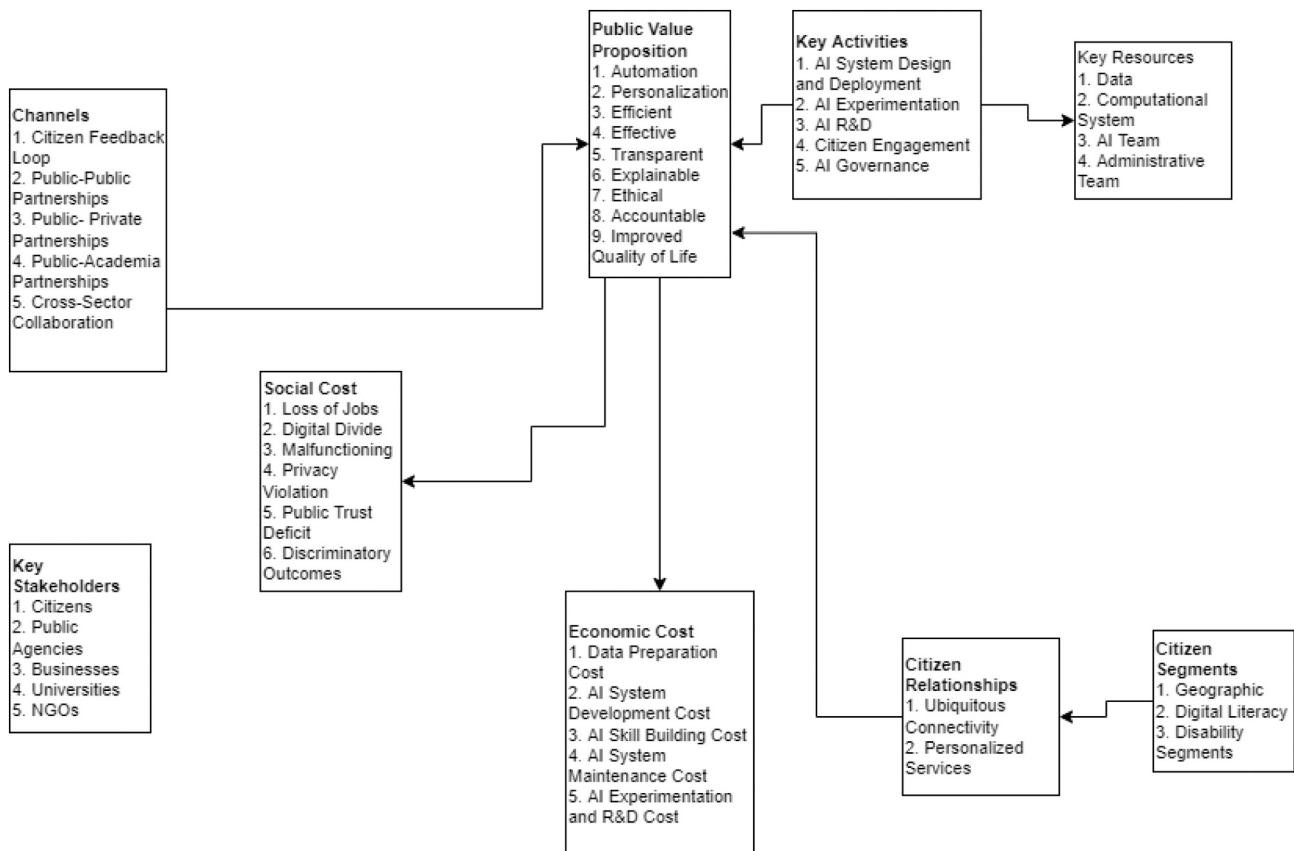 Public Value
Proposition
1. Automation
2. Personalization
3. Efficient
4. Effective
5. Transparent
6. Explainable
7. Ethical
8. Accountable
9. Improved
Quality of Life
Key Activities
1. AI System Design
and Deployment
2. AI Experimentation
3. AI R&D
4. Citizen Engagement
5. AI Governance
Key Resources
1. Data
2. Computational
System
3. AI Team
4. Administrative
Team
Channels
1. Citizen Feedback
Loop
2. Public-Public
Partnerships
3. Public- Private
Partnerships
4. Public-Academia
Partnerships
5. Cross-Sector
Collaboration
Social Cost
1. Loss of Jobs
2. Digital Divide
3. Malfunctioning
4. Privacy
Violation
5. Public Trust
Deficit
6. Discriminatory
Outcomes
Key
Stakeholders
1. Citizens
2. Public
Agencies
3. Businesses
4. Universities
5. NGOs
Economic Cost
1. Data Preparation
Cost
2. AI System
Development Cost
3. AI Skill Building Cost
4. AI System
Maintenance Cost
5. AI Experimentation
and R&D Cost
Citizen
Relationships
1. Ubiquitous
Connectivity
2. Personalized
Services
Citizen
Segments
1. Geographic
2. Digital Literacy
3. Disability
Segments